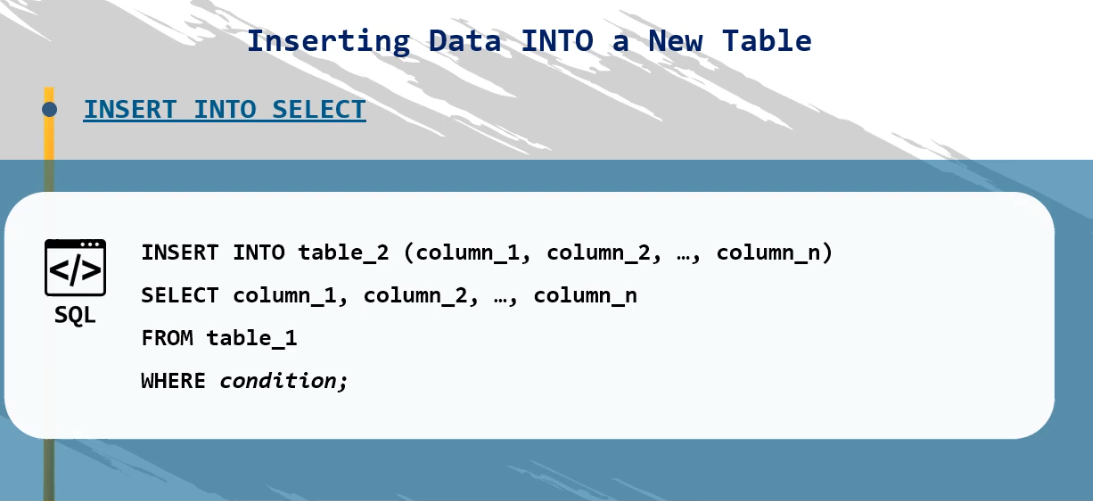 Inserting Data INTO a New Table
INSERT INTO SELECT
</>
SQL
INSERT INTO table_2 (column_1, column_2, …, column_n)
SELECT column_1, column_2, …, column_n
FROM table_1
WHERE condition;